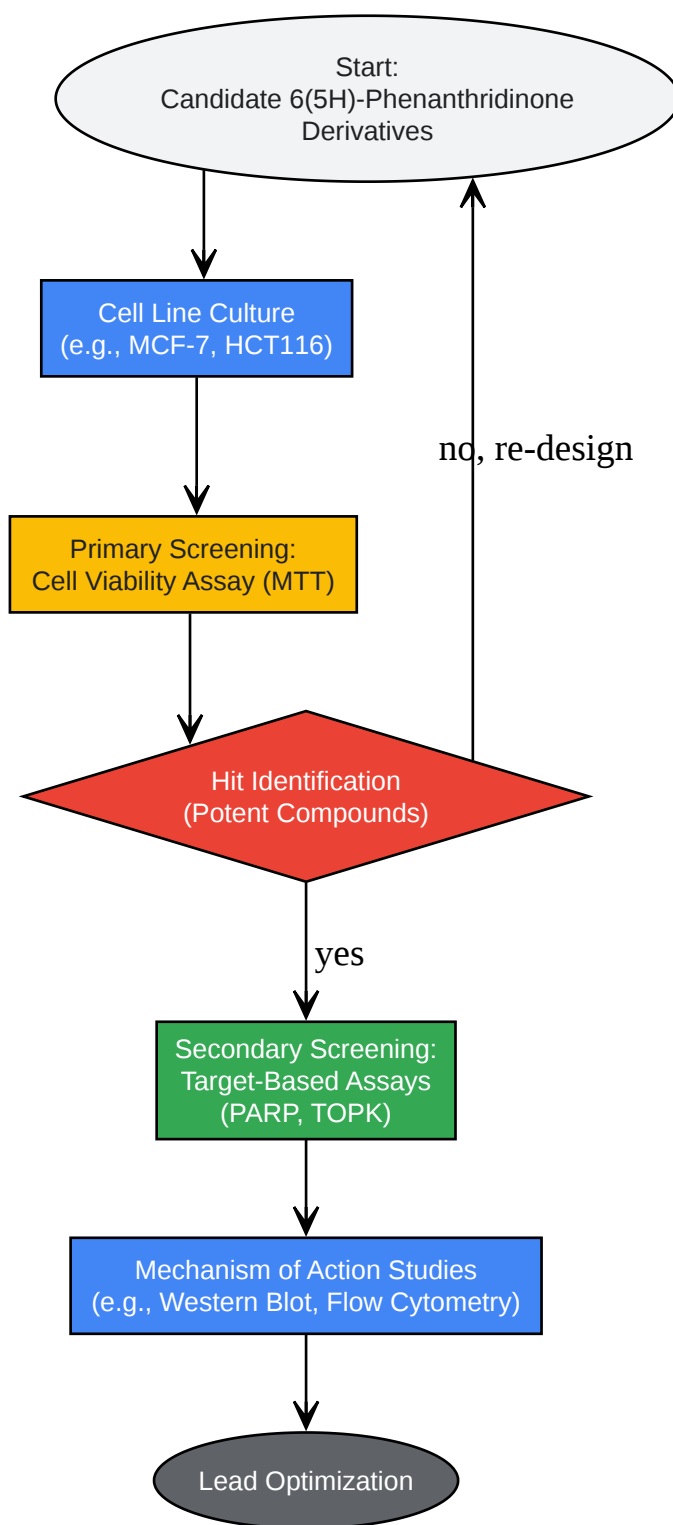 Start:
Candidate 6(5H)-Phenanthridinone
Derivatives
Cell Line Culture
(e.g., MCF-7, HCT116)
no, re-design
Primary Screening:
Cell Viability Assay (MTT)
Hit Identification
(Potent Compounds)
yes
Secondary Screening:
Target-Based Assays
(PARP, TOPK)
Mechanism of Action Studies
(e.g., Western Blot, Flow Cytometry)
Lead Optimization